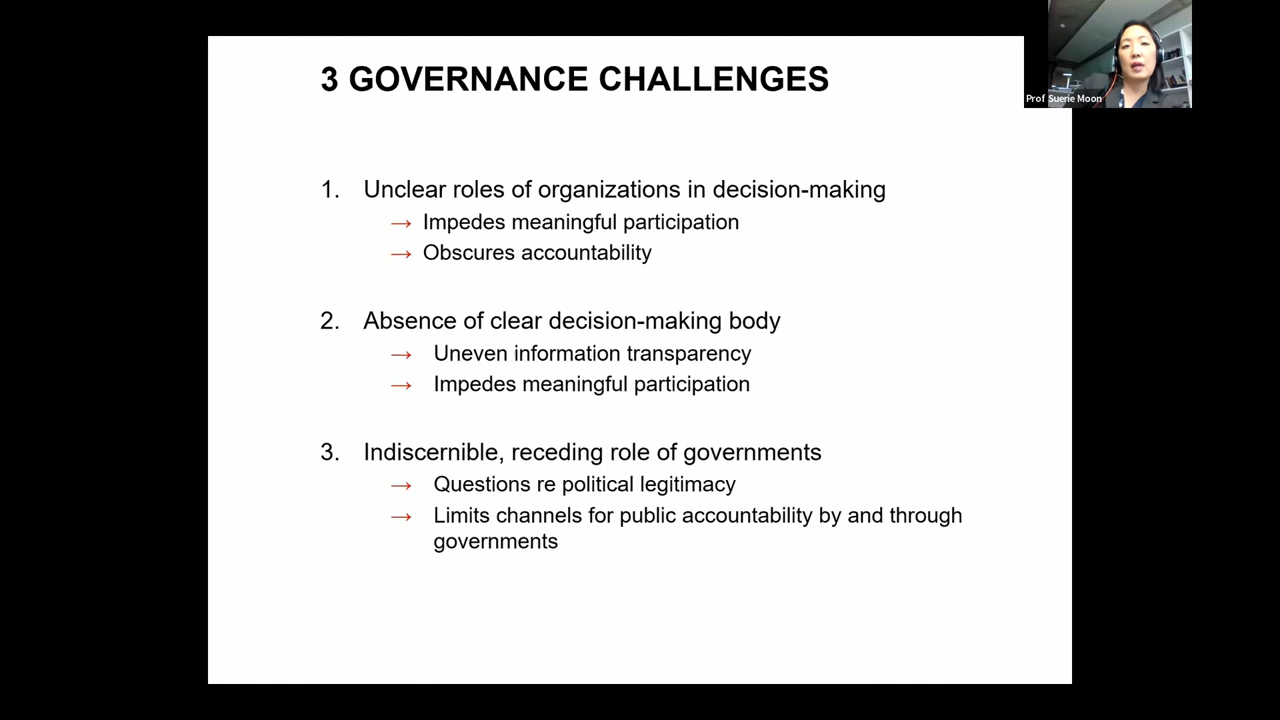 3 GOVERNANCE CHALLENGES
Prof Suerie Moon
1. Unclear roles of organizations in decision-making
→ Impedes meaningful participation
→ Obscures accountability
2. Absence of clear decision-making body
→ Uneven information transparency
→ Impedes meaningful participation
3. Indiscernible, receding role of governments
→ Questions re political legitimacy
→ Limits channels for public accountability by and through
governments